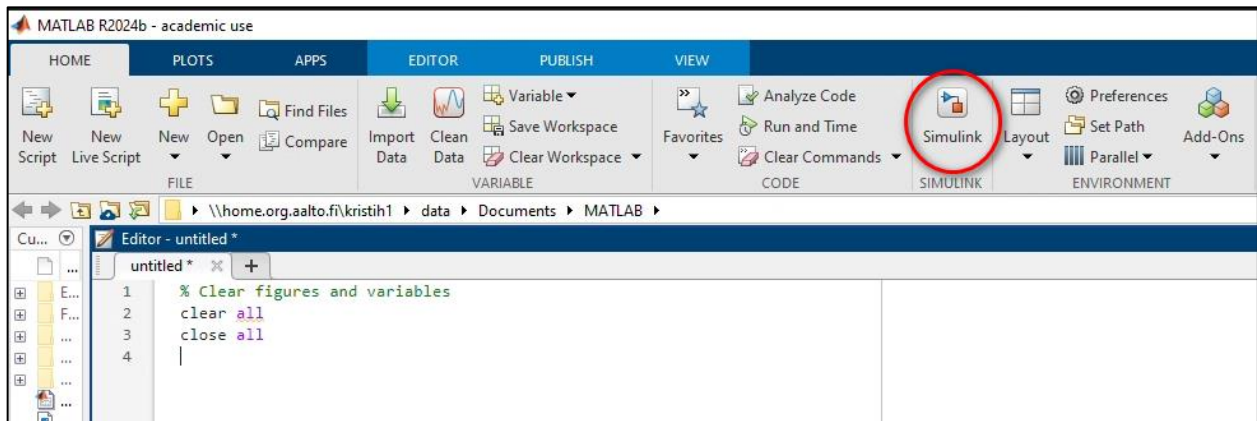 MATLAB R2024b - academic use
HOME PLOTS APPS EDITOR PUBLISH VIEW
New Script
New Live Script
New
Open
Find Files
Compare
FILE
Import Data
Clean Data
Variable
Save Workspace
Clear Workspace
VARIABLE
Favorites
Analyze Code
Run and Time
Clear Commands
CODE
Simulink
SIMULINK
Layout
Preferences
Set Path
Parallel
ENVIRONMENT
Add-Ons
\\home.org.aalto.fi\kristih1 data Documents MATLAB
Cu...
Editor - untitled *
untitled * +
...
E...
F...
...
...
...
...
1 % Clear figures and variables
2 clear all
3 close all
4